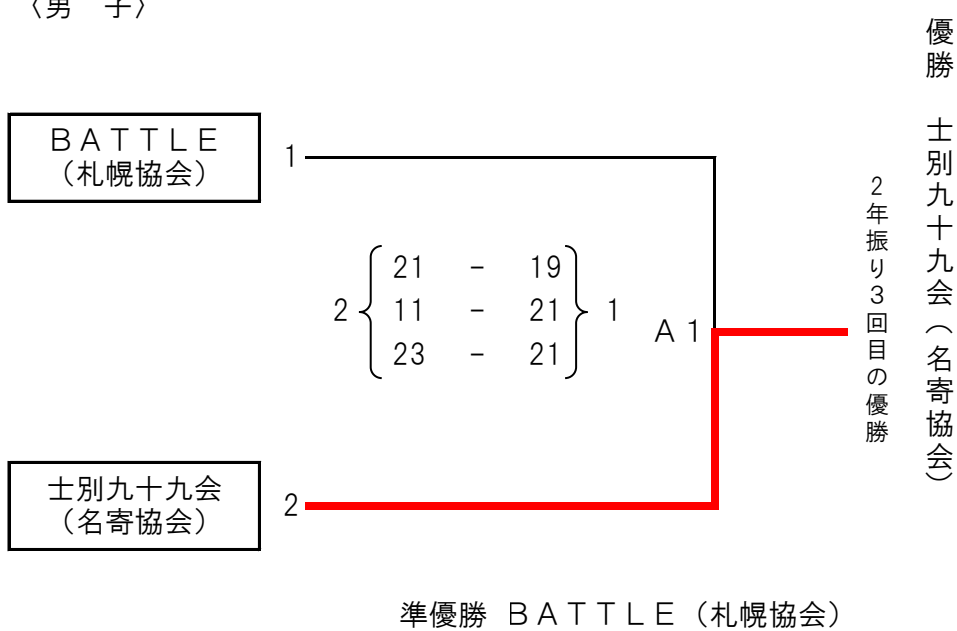 〈男　子〉
ＢＡＴＴＬＥ
（札幌協会）
1
2 21 － 19 1
11 － 21
23 － 21
Ａ１
士別九十九会
（名寄協会）
2
２年振り３回目の優勝
優勝　士別九十九会（名寄協会）
準優勝 ＢＡＴＴＬＥ（札幌協会）